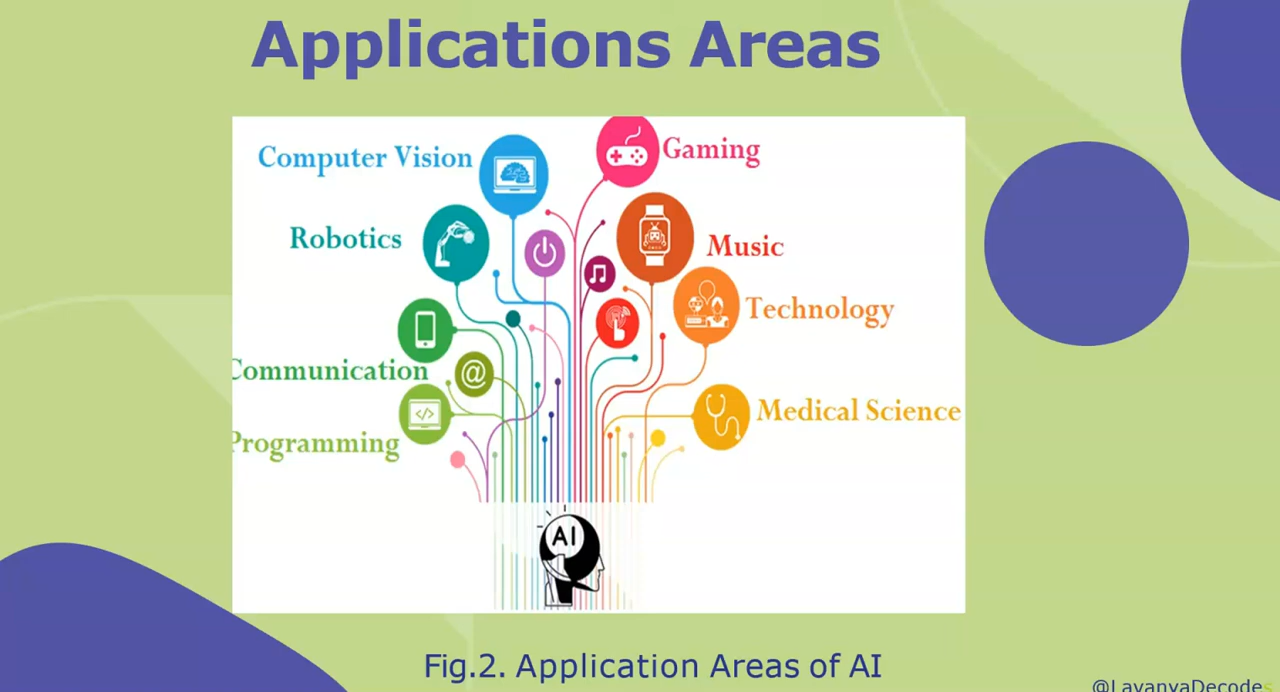 Applications Areas
Computer Vision
Gaming
Robotics
Music
Technology
Communication
@
</>
Medical Science
Programming
AI
Fig.2. Application Areas of AI
@LavanyaDecodes